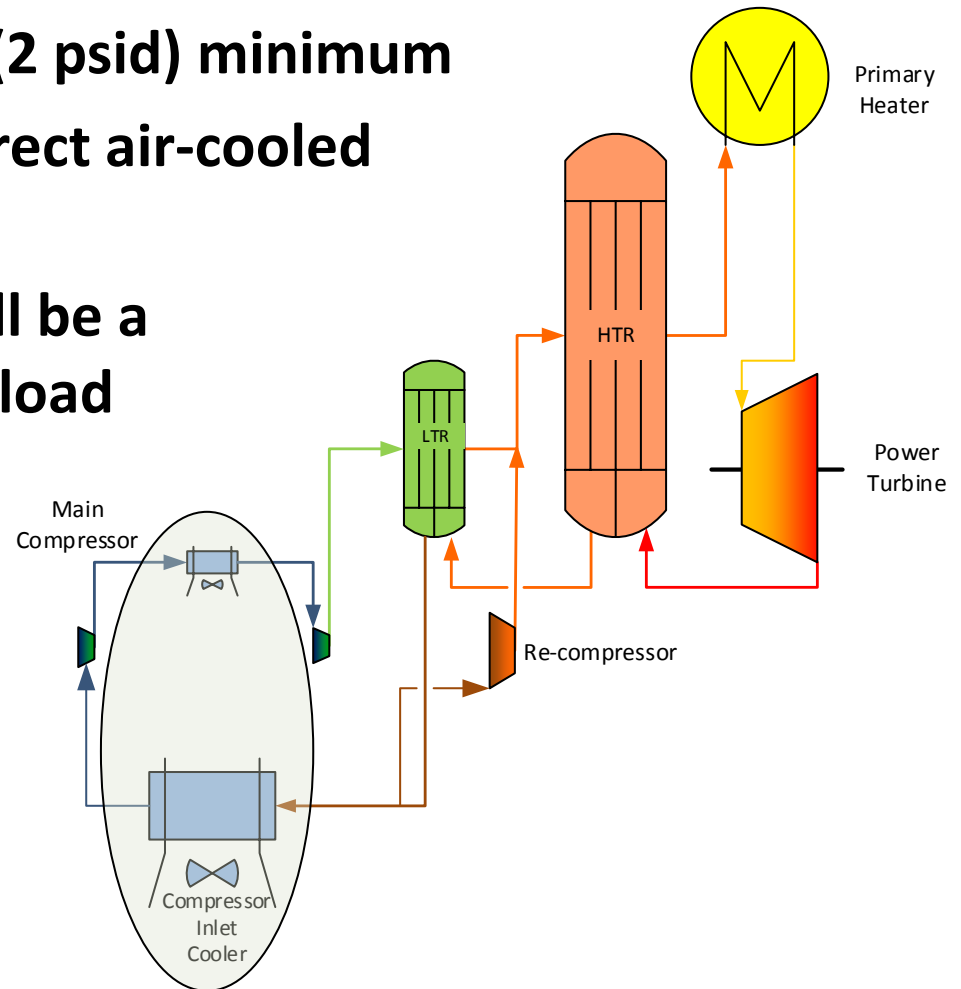 (2 psid) minimum
rect air-cooled
ll be a
load
Primary
Heater
HTR
LTR
Power
Turbine
Main
Compressor
Re-compressor
Compressor
Inlet
Cooler